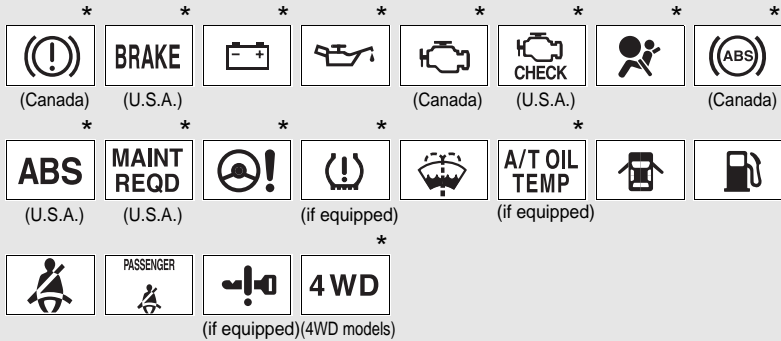 * * * * * * * *
(!) BRAKE - + CHECK (ABS)
(Canada) (U.S.A.) (Canada) (U.S.A.) (Canada)
* * * * *
ABS MAINT REQD ! (!) A/T OIL TEMP
(U.S.A.) (U.S.A.) (if equipped) (if equipped)
*
PASSENGER ! 4WD
(if equipped) (4WD models)